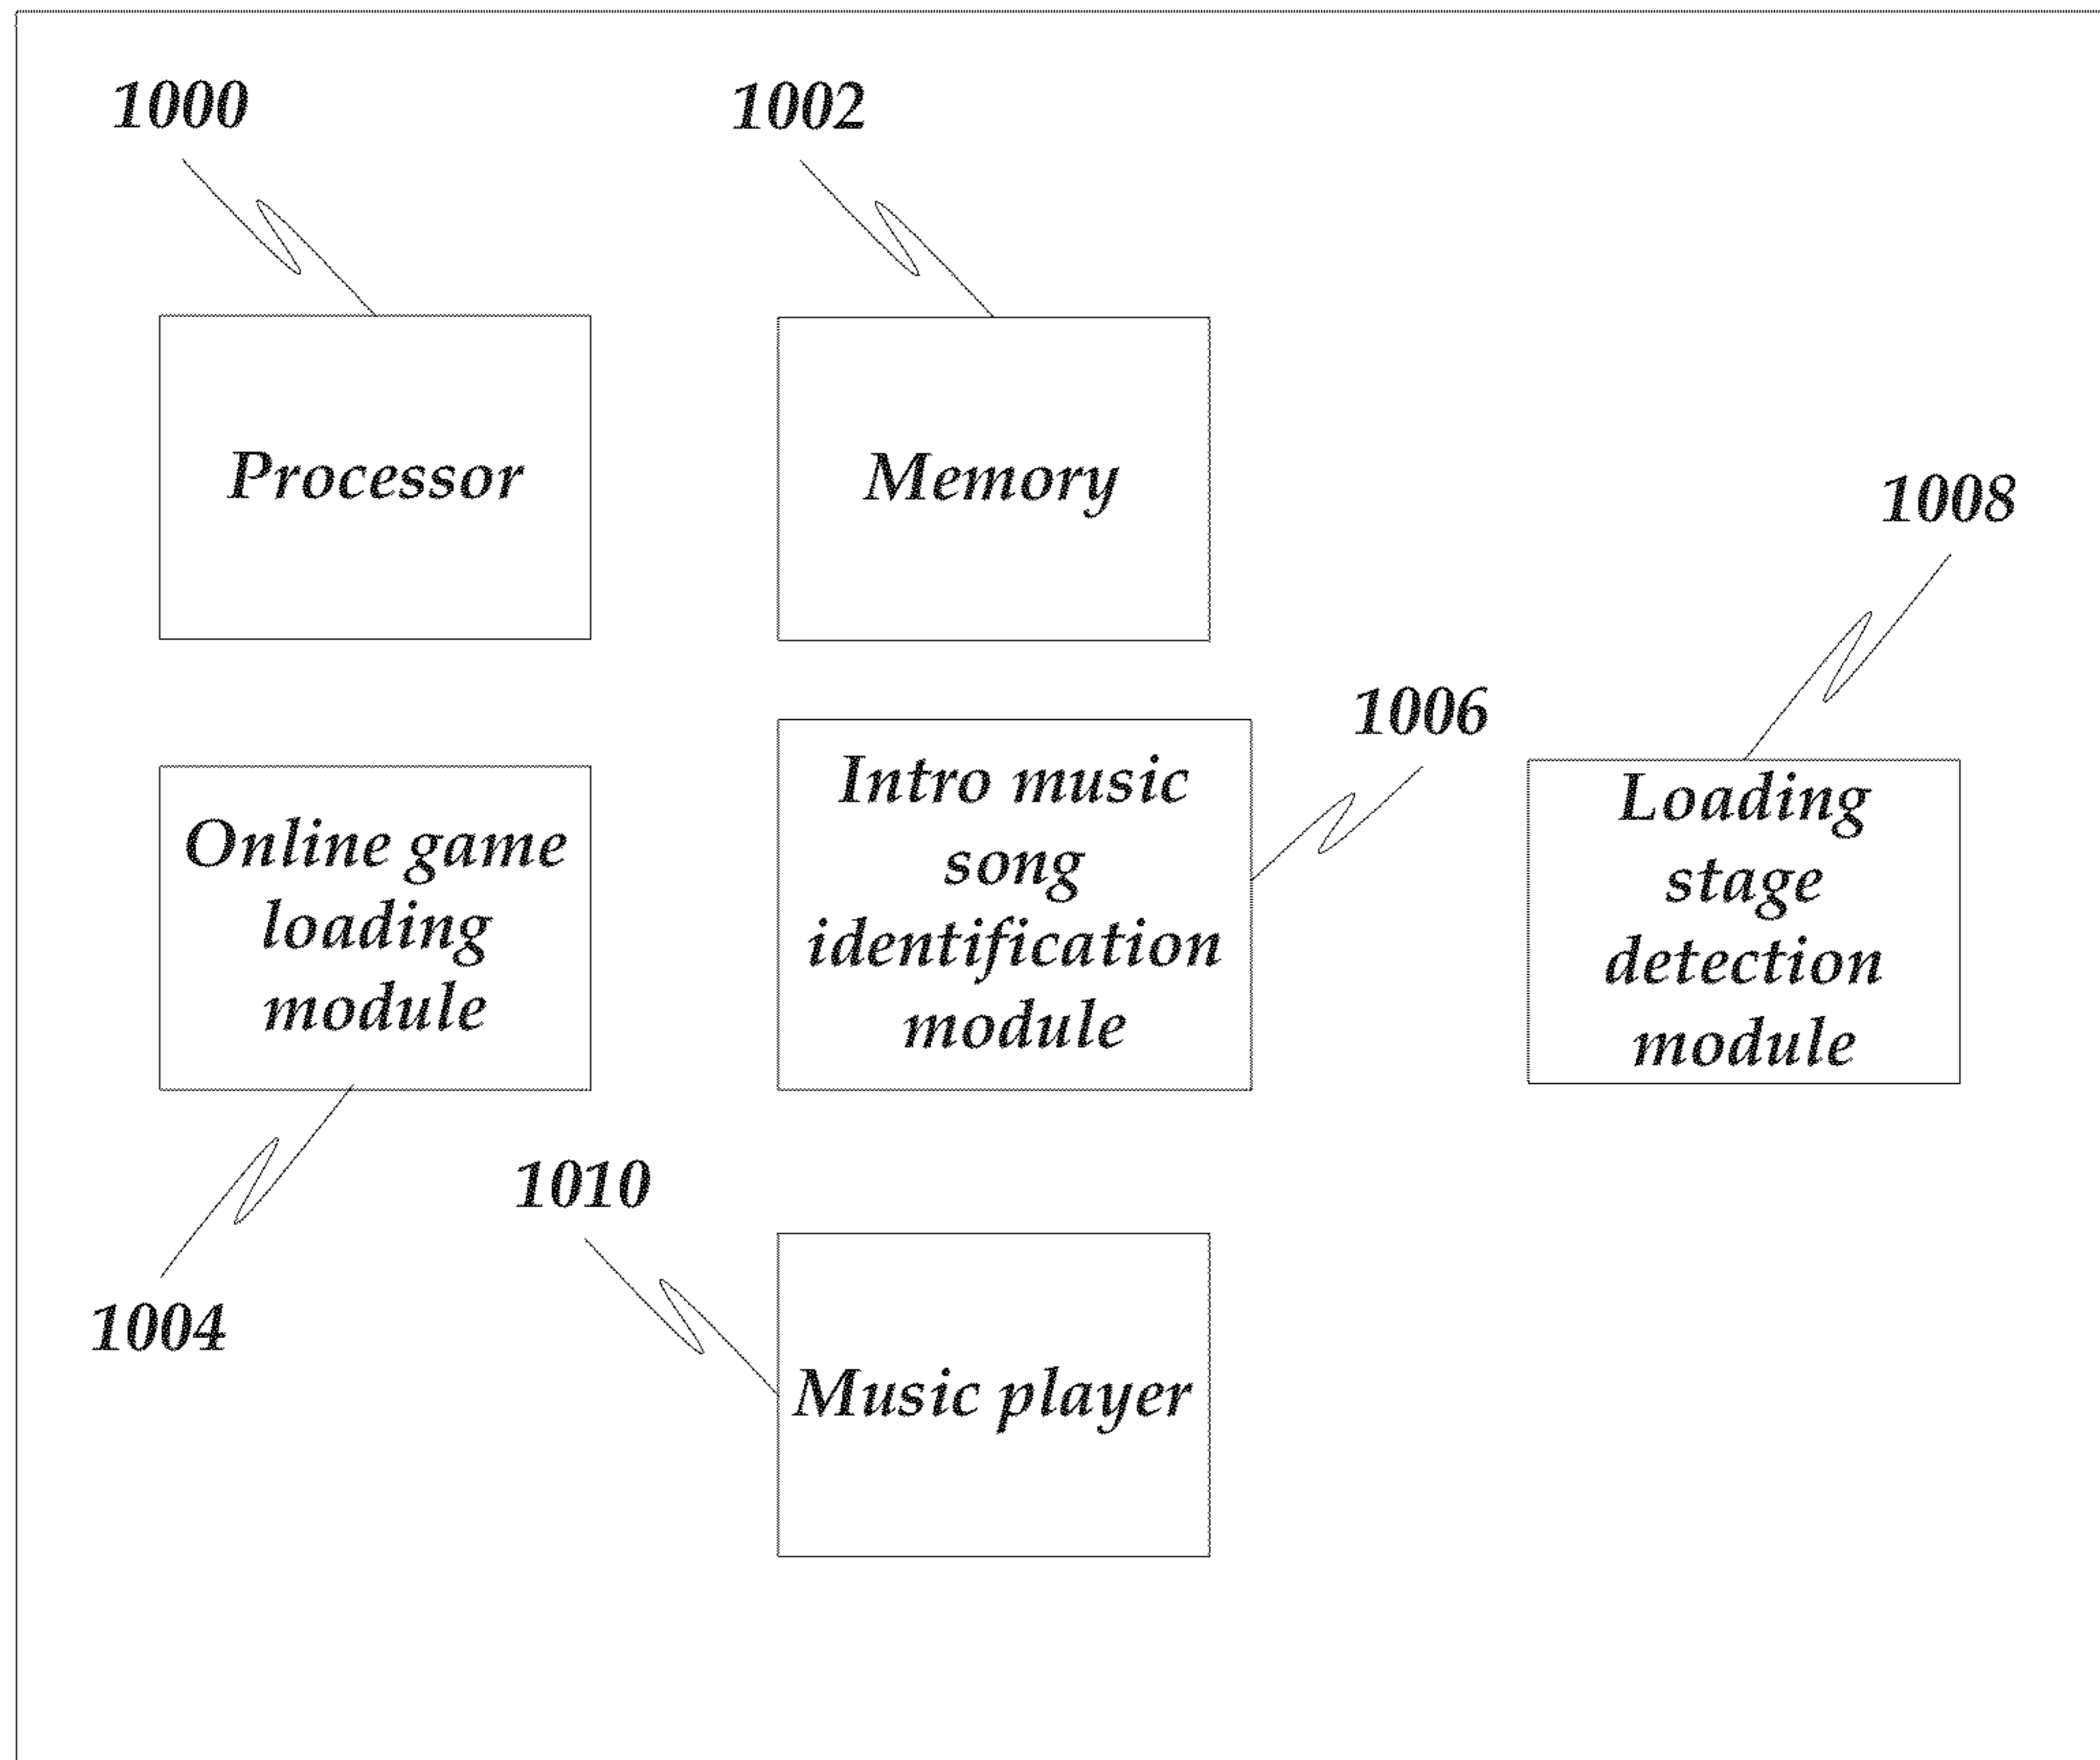 1000
1002
Processor
Memory
1008
1006
Online game
loading
module
Intro music
song
identification
module
Loading
stage
detection
module
1004
1010
Music player